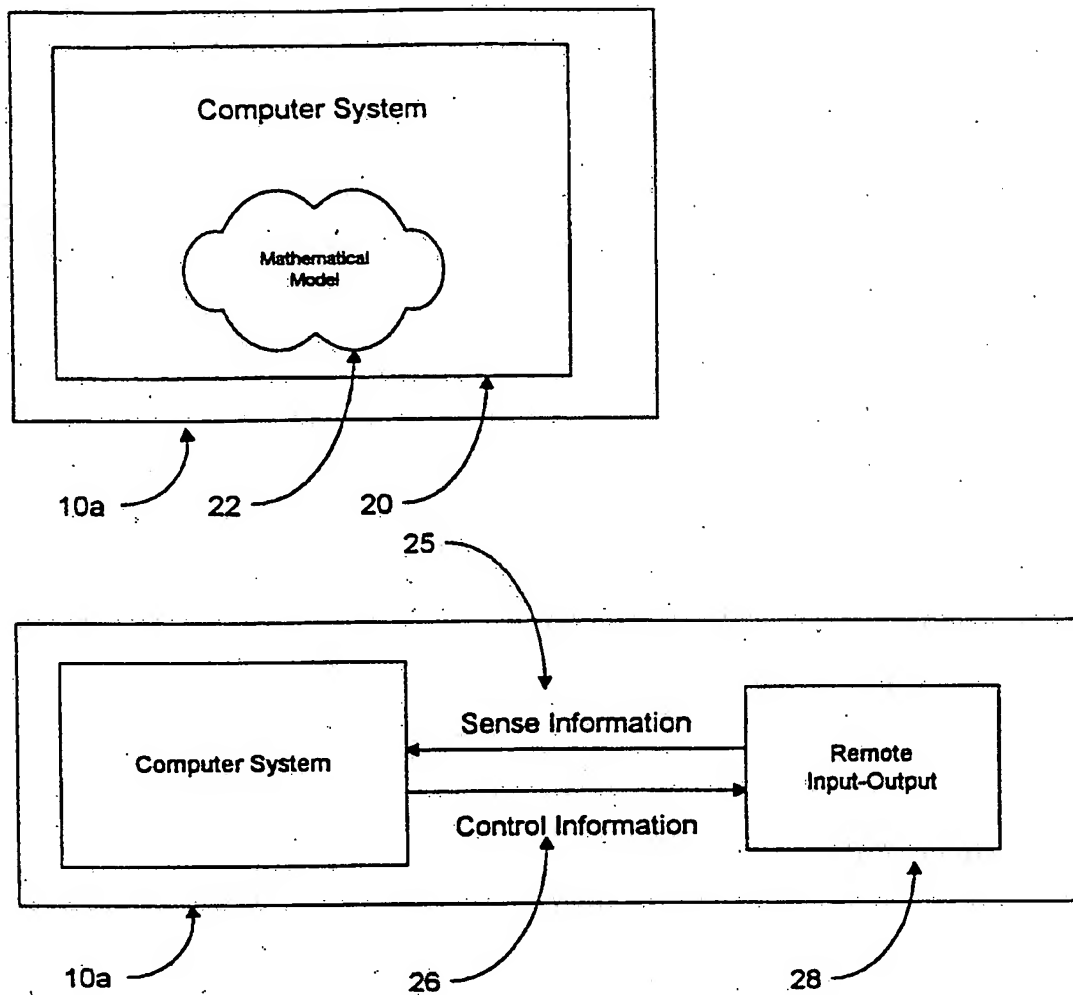 Computer System
Mathematical
Model
10a
22
20
25
Sense Information
Computer System
Remote
Input-Output
Control Information
10a
26
28